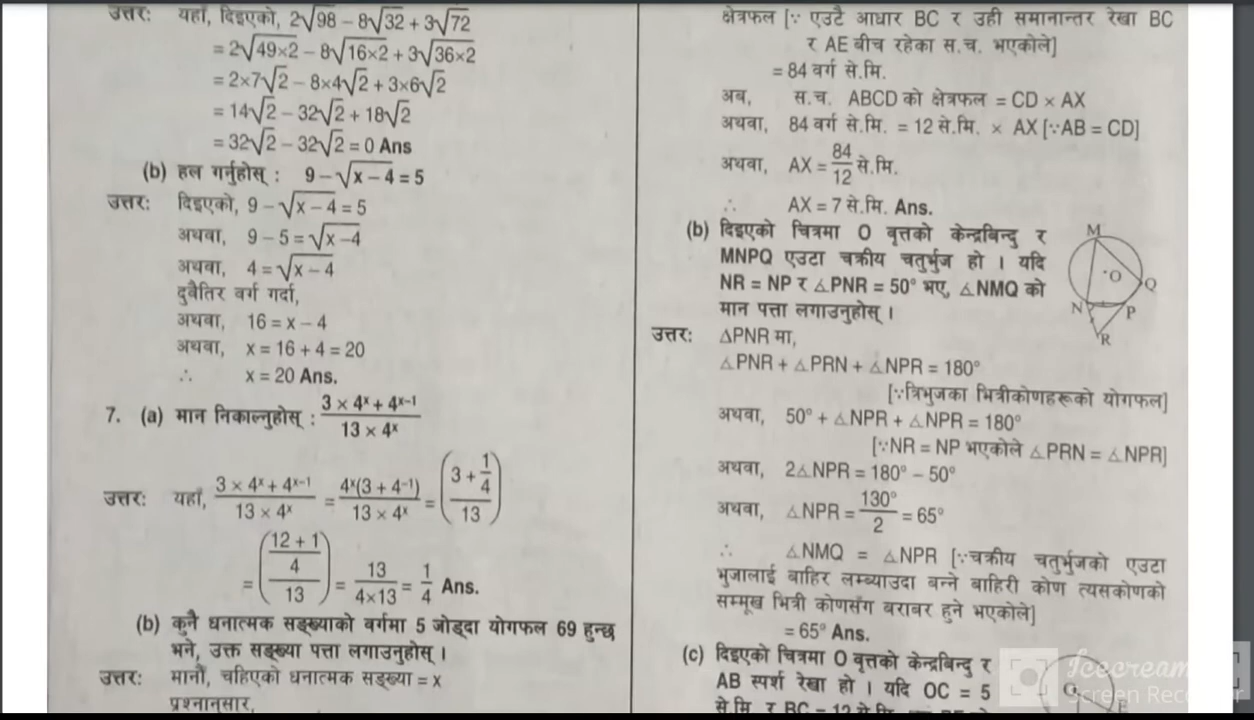 उत्तरः यहाँ, दिइएको, 2√98 – 8√32 + 3√72
= 2√49×2 – 8√16×2 + 3√36×2
= 2×7√2 – 8×4√2 + 3×6√2
= 14√2 – 32√2 + 18√2
= 32√2 – 32√2 = 0 Ans
(b) हल गर्नुहोस् : 9 – √x – 4 = 5
उत्तरः दिइएको, 9 – √x – 4 = 5
अथवा, 9 – 5 = √x – 4
अथवा, 4 = √x – 4
दुबैतिर वर्ग गर्दा,
अथवा, 16 = x – 4
अथवा, x = 16 + 4 = 20
∴ x = 20 Ans.
7. (a) मान निकाल्नुहोस् : (3 × 4ˣ + 4ˣ⁻¹)/(13 × 4ˣ)
उत्तरः यहाँ, (3 × 4ˣ + 4ˣ⁻¹)/(13 × 4ˣ) = 4ˣ(3 + 4⁻¹)/(13 × 4ˣ) = ((3 + 1/4)/13)
= (((12 + 1)/4)/13) = 13/(4×13) = 1/4 Ans.
(b) कुनै धनात्मक सङ्ख्याको वर्गमा 5 जोड्दा योगफल 69 हुन्छ
भने, उक्त सङ्ख्या पत्ता लगाउनुहोस् ।
उत्तरः मानौं, चहिएको धनात्मक सङ्ख्या = x
प्रश्नानुसार,
क्षेत्रफल [∵ एउटै आधार BC र उही समानान्तर रेखा BC
र AE बीच रहेका स.च. भएकोले]
= 84 वर्ग से.मि.
अब, स.च. ABCD को क्षेत्रफल = CD × AX
अथवा, 84 वर्ग से.मि. = 12 से.मि. × AX [∵AB = CD]
अथवा, AX = 84/12 से.मि.
∴ AX = 7 से.मि. Ans.
(b) दिइएको चित्रमा O वृत्तको केन्द्रबिन्दु र
MNPQ एउटा चक्रीय चतुर्भुज हो । यदि
NR = NP र ∠PNR = 50° भए, ∠NMQ को
मान पत्ता लगाउनुहोस् ।
M
O
Q
N
P
R
उत्तरः ΔPNR मा,
∠PNR + ∠PRN + ∠NPR = 180°
[∵त्रिभुजका भित्रीकोणहरूको योगफल]
अथवा, 50° + ∠NPR + ∠NPR = 180°
[∵NR = NP भएकोले ∠PRN = ∠NPR]
अथवा, 2∠NPR = 180° – 50°
अथवा, ∠NPR = 130°/2 = 65°
∴ ∠NMQ = ∠NPR [∵चक्रीय चतुर्भुजको एउटा
भुजालाई बाहिर लम्ब्याउदा बन्ने बाहिरी कोण त्यसकोणको
सम्मूख भित्री कोणसंग बराबर हुने भएकोले]
= 65° Ans.
(c) दिइएको चित्रमा O वृत्तको केन्द्रबिन्दु र
AB स्पर्श रेखा हो । यदि OC = 5
से.मि. र BC = 12 से.मि.
O
Icecream
Screen Recorder